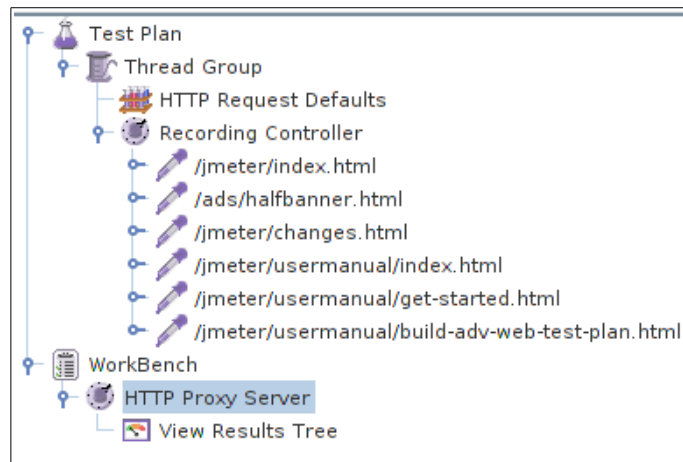 Test Plan
Thread Group
HTTP Request Defaults
Recording Controller
/jmeter/index.html
/ads/halfbanner.html
/jmeter/changes.html
/jmeter/usermanual/index.html
/jmeter/usermanual/get-started.html
/jmeter/usermanual/build-adv-web-test-plan.html
WorkBench
HTTP Proxy Server
View Results Tree